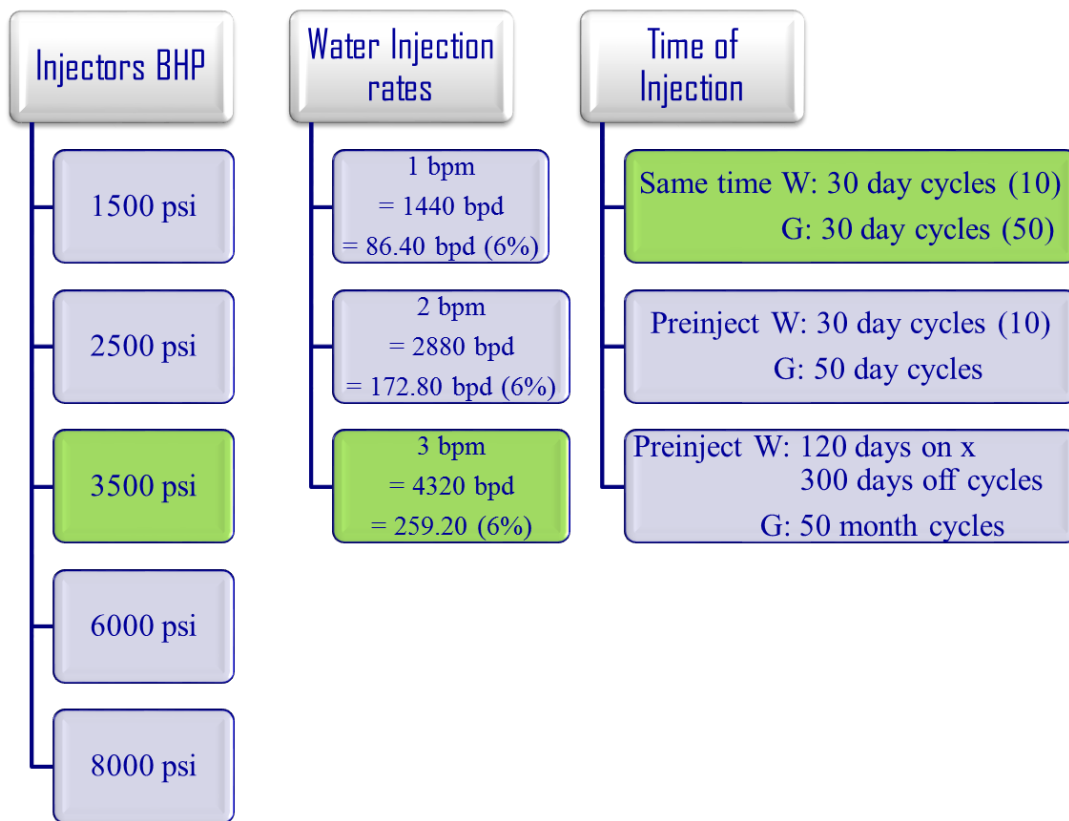 Injectors BHP
1500 psi
2500 psi
3500 psi
6000 psi
8000 psi
Water Injection
rates
1 bpm
= 1440 bpd
= 86.40 bpd (6%)
2 bpm
= 2880 bpd
= 172.80 bpd (6%)
3 bpm
= 4320 bpd
= 259.20 (6%)
Time of
Injection
Same time W: 30 day cycles (10)
G: 30 day cycles (50)
Preinject W: 30 day cycles (10)
G: 50 day cycles
Preinject W: 120 days on x
300 days off cycles
G: 50 month cycles